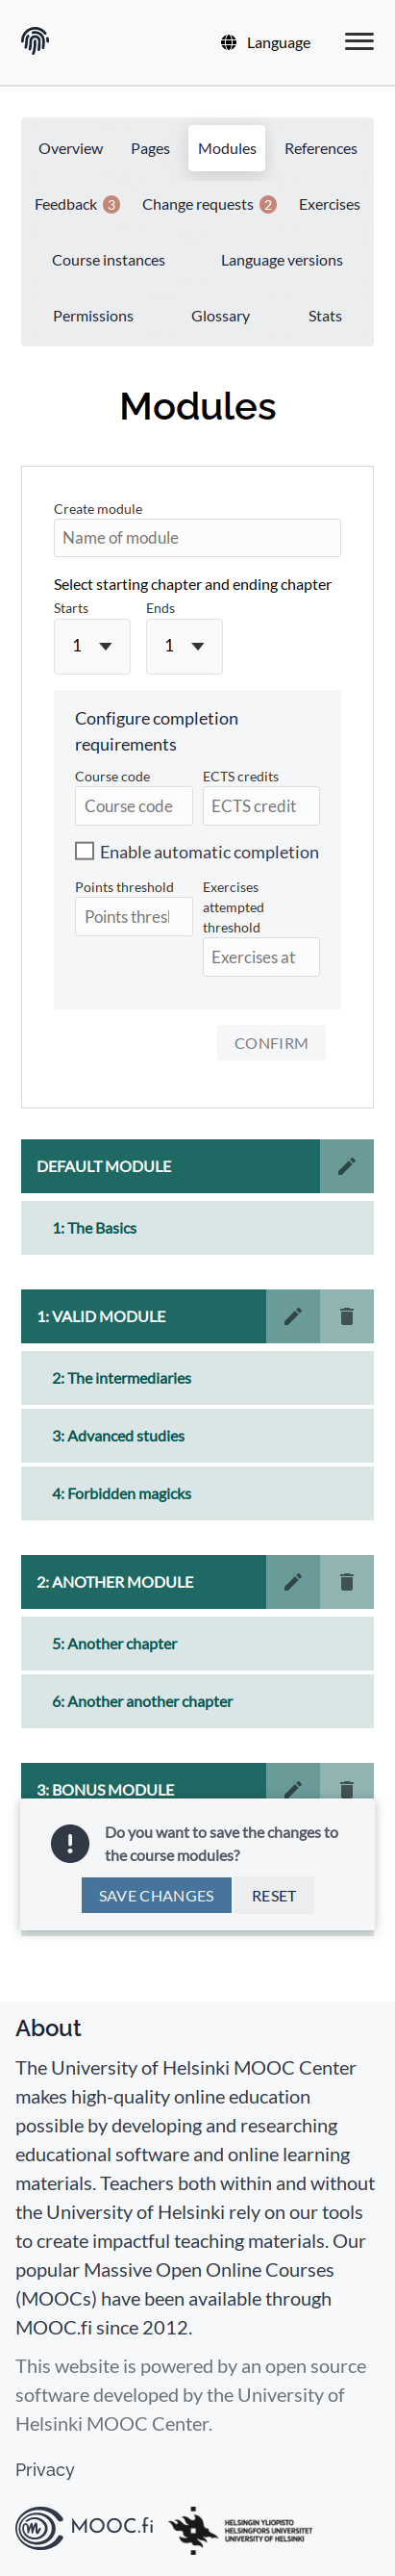 Language
Overview Pages Modules References
Feedback 3 Change requests 2 Exercises
Course instances Language versions
Permissions Glossary Stats
Modules
Create module
Name of module
Select starting chapter and ending chapter
Starts Ends
1 1
Configure completion
requirements
Course code ECTS credits
Course code ECTS credit
Enable automatic completion
Points threshold Exercises
attempted
threshold
Points thresl
Exercises at
CONFIRM
DEFAULT MODULE
1: The Basics
1: VALID MODULE
2: The intermediaries
3: Advanced studies
4: Forbidden magicks
2: ANOTHER MODULE
5: Another chapter
6: Another another chapter
3: BONUS MODULE
Do you want to save the changes to
the course modules?
SAVE CHANGES RESET
About
The University of Helsinki MOOC Center
makes high-quality online education
possible by developing and researching
educational software and online learning
materials. Teachers both within and without
the University of Helsinki rely on our tools
to create impactful teaching materials. Our
popular Massive Open Online Courses
(MOOCs) have been available through
MOOC.fi since 2012.
This website is powered by an open source
software developed by the University of
Helsinki MOOC Center.
Privacy
MOOC.fi
HELSINGIN YLIOPISTO
HELSINGFORS UNIVERSITET
UNIVERSITY OF HELSINKI